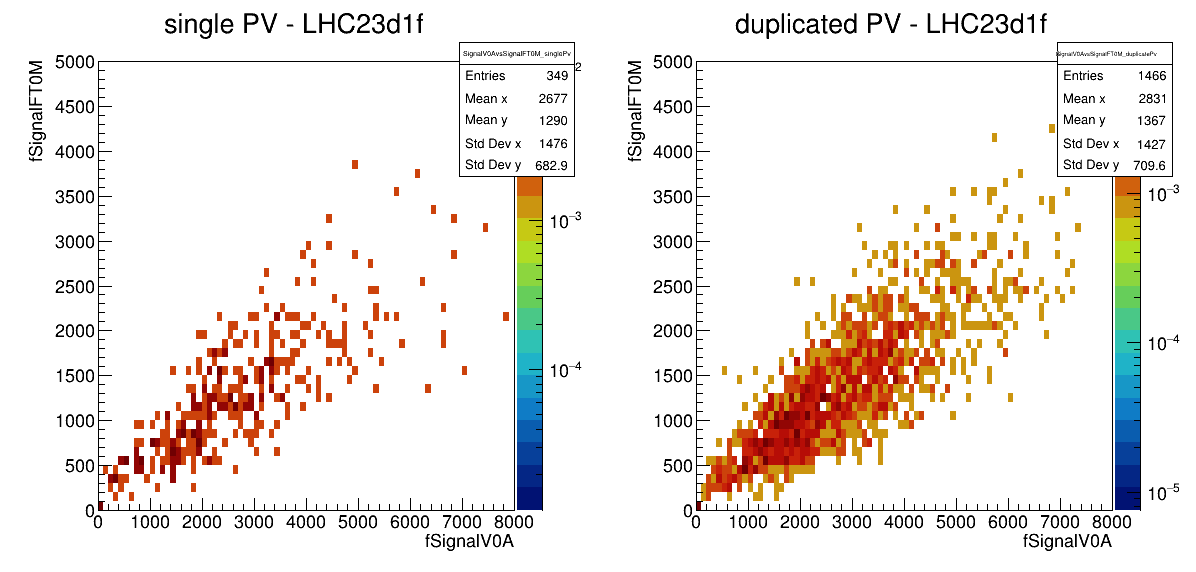 single PV - LHC23d1f
SignalV0AvsSignalFT0M_singlePv
Entries 349
Mean x 2677
Mean y 1290
Std Dev x 1476
Std Dev y 682.9
fSignalFT0M
5000
4500
4000
3500
3000
2500
2000
1500
1000
500
0
0 1000 2000 3000 4000 5000 6000 7000 8000
fSignalV0A
2
10−3
10−4
duplicated PV - LHC23d1f
SignalV0AvsSignalFT0M_duplicatePv
Entries 1466
Mean x 2831
Mean y 1367
Std Dev x 1427
Std Dev y 709.6
fSignalFT0M
5000
4500
4000
3500
3000
2500
2000
1500
1000
500
0
0 1000 2000 3000 4000 5000 6000 7000 8000
fSignalV0A
10−3
10−4
10−5